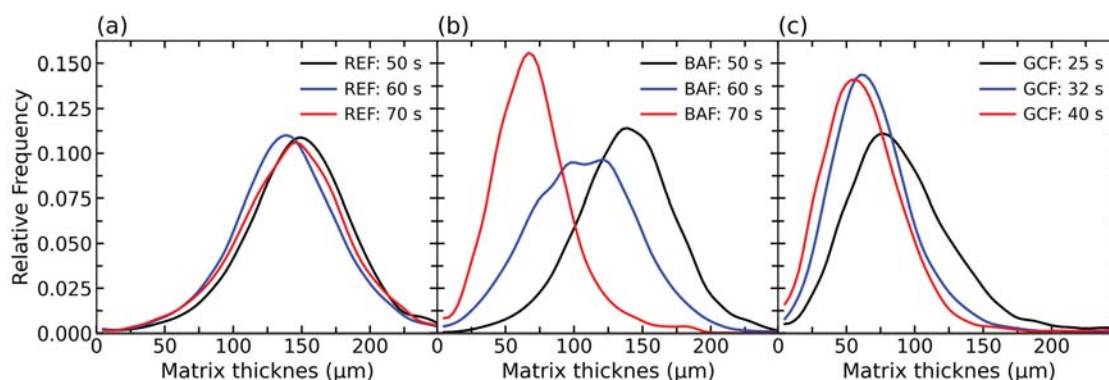 (a) (b) (c)
0.150
0.125
0.100
0.075
0.050
0.025
0.000
Relative Frequency
REF: 50 s
REF: 60 s
REF: 70 s
BAF: 50 s
BAF: 60 s
BAF: 70 s
GCF: 25 s
GCF: 32 s
GCF: 40 s
0 50 100 150 200 0 50 100 150 200 0 50 100 150 200
Matrix thicknes (μm) Matrix thicknes (μm) Matrix thicknes (μm)